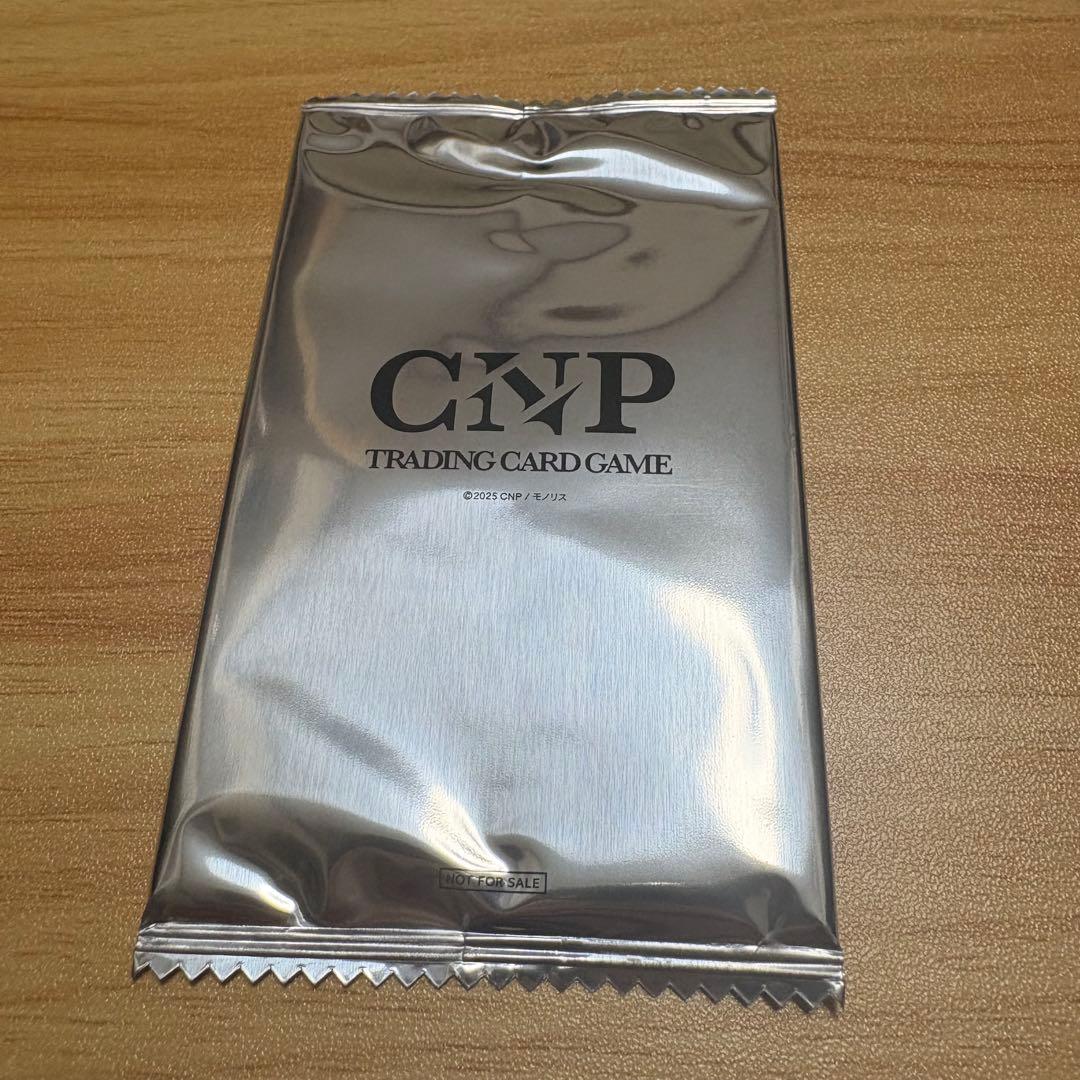 CNP
TRADING CARD GAME
©2025 CNP / モノリス
NOT FOR SALE